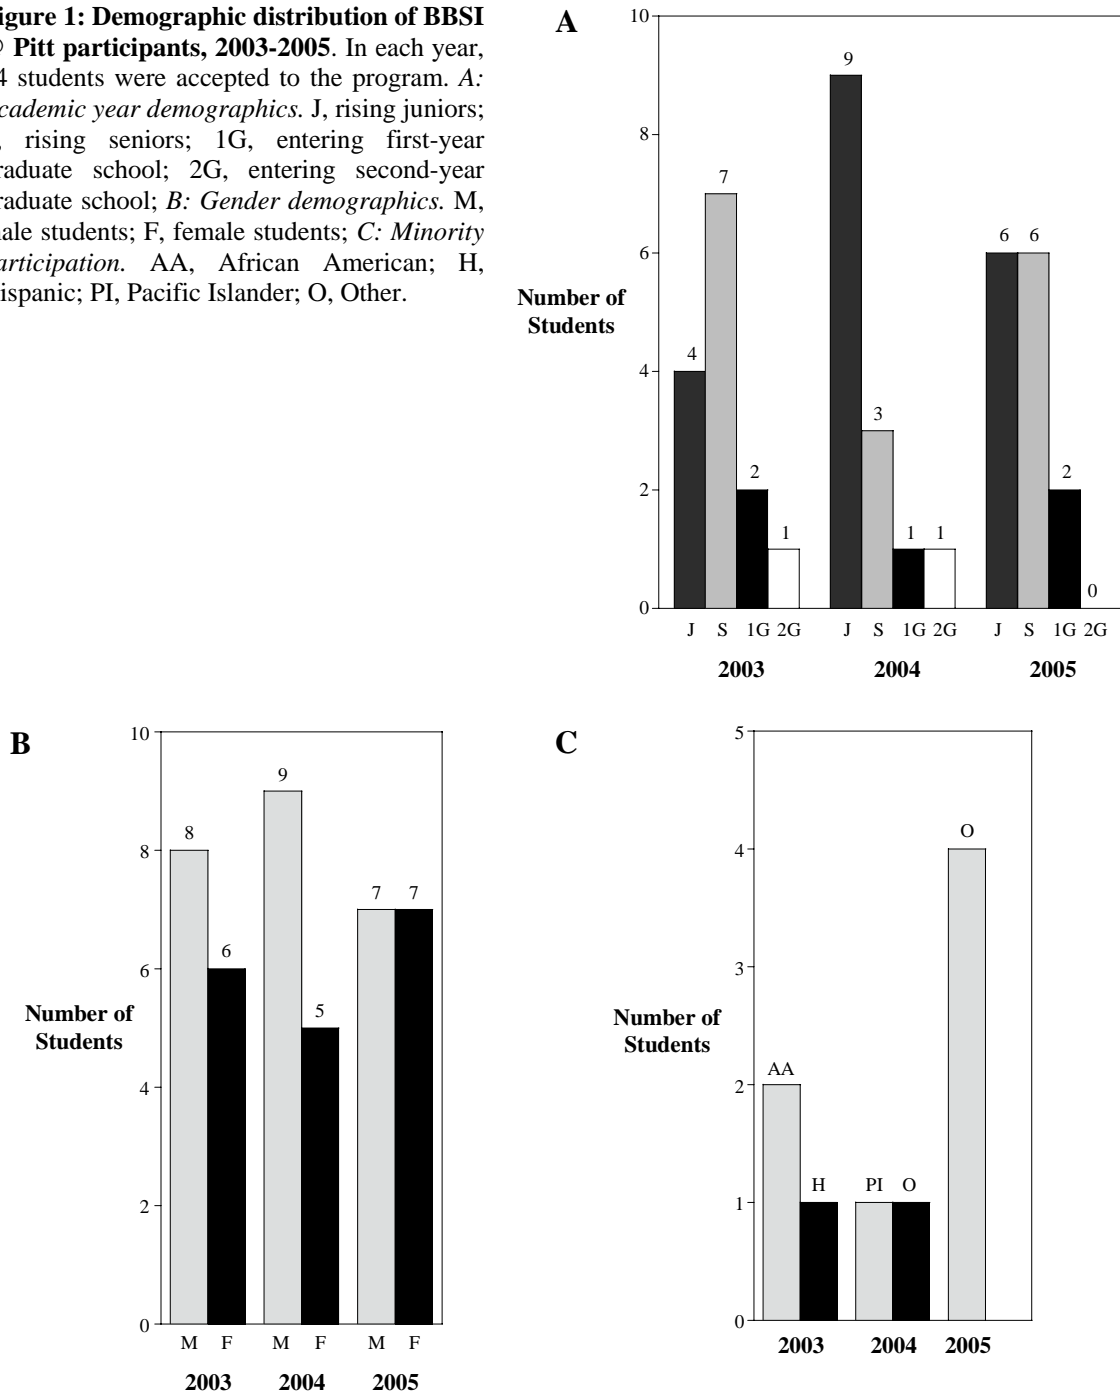 igure 1: Demographic distribution of BBSI
Pitt participants, 2003-2005. In each year,
4 students were accepted to the program. A:
cademic year demographics. J, rising juniors;
, rising seniors; 1G, entering first-year
raduate school; 2G, entering second-year
raduate school; B: Gender demographics. M,
ale students; F, female students; C: Minority
articipation. AA, African American; H,
ispanic; PI, Pacific Islander; O, Other.
A
10
8
6
4
2
0
Number of
Students
4 7 2 1
9 3 1 1
6 6 2 0
J S 1G 2G J S 1G 2G J S 1G 2G
2003 2004 2005
B
10
8
6
4
2
0
Number of
Students
8 6 9 5 7 7
M F M F M F
2003 2004 2005
C
5
4
3
2
1
0
Number of
Students
AA H PI O O
2003 2004 2005